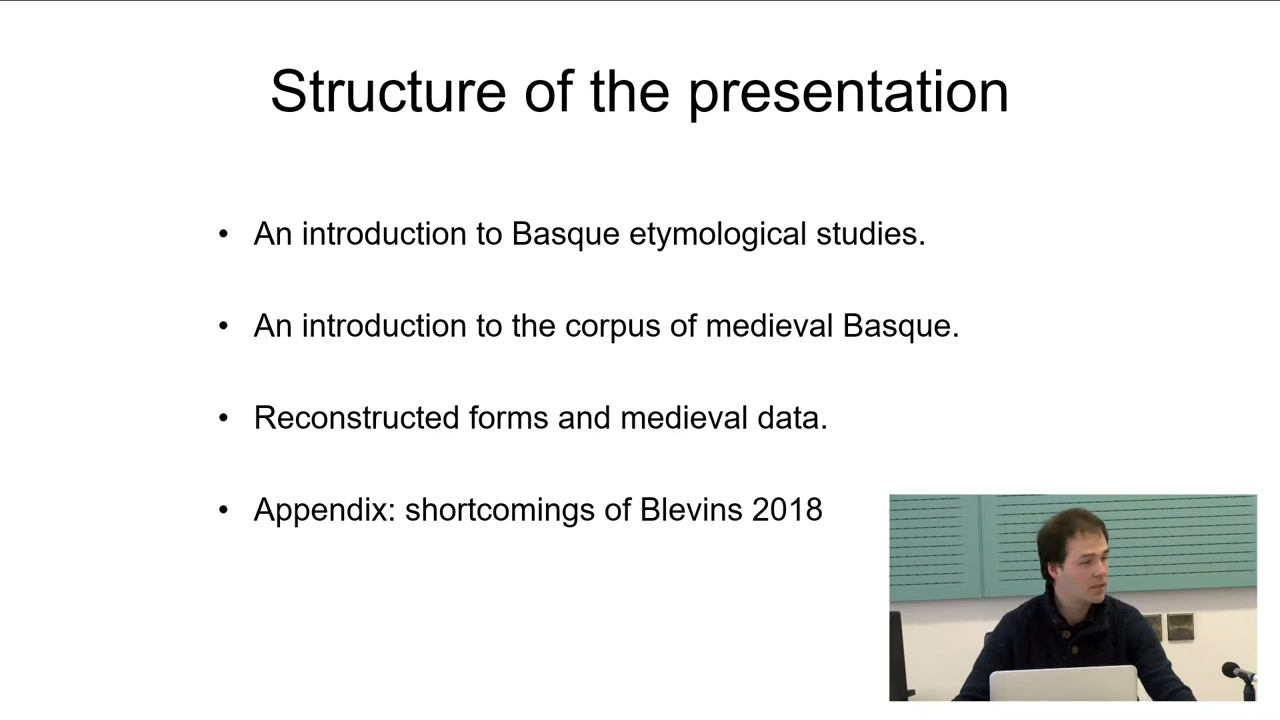 Structure of the presentation
• An introduction to Basque etymological studies.
• An introduction to the corpus of medieval Basque.
• Reconstructed forms and medieval data.
• Appendix: shortcomings of Blevins 2018